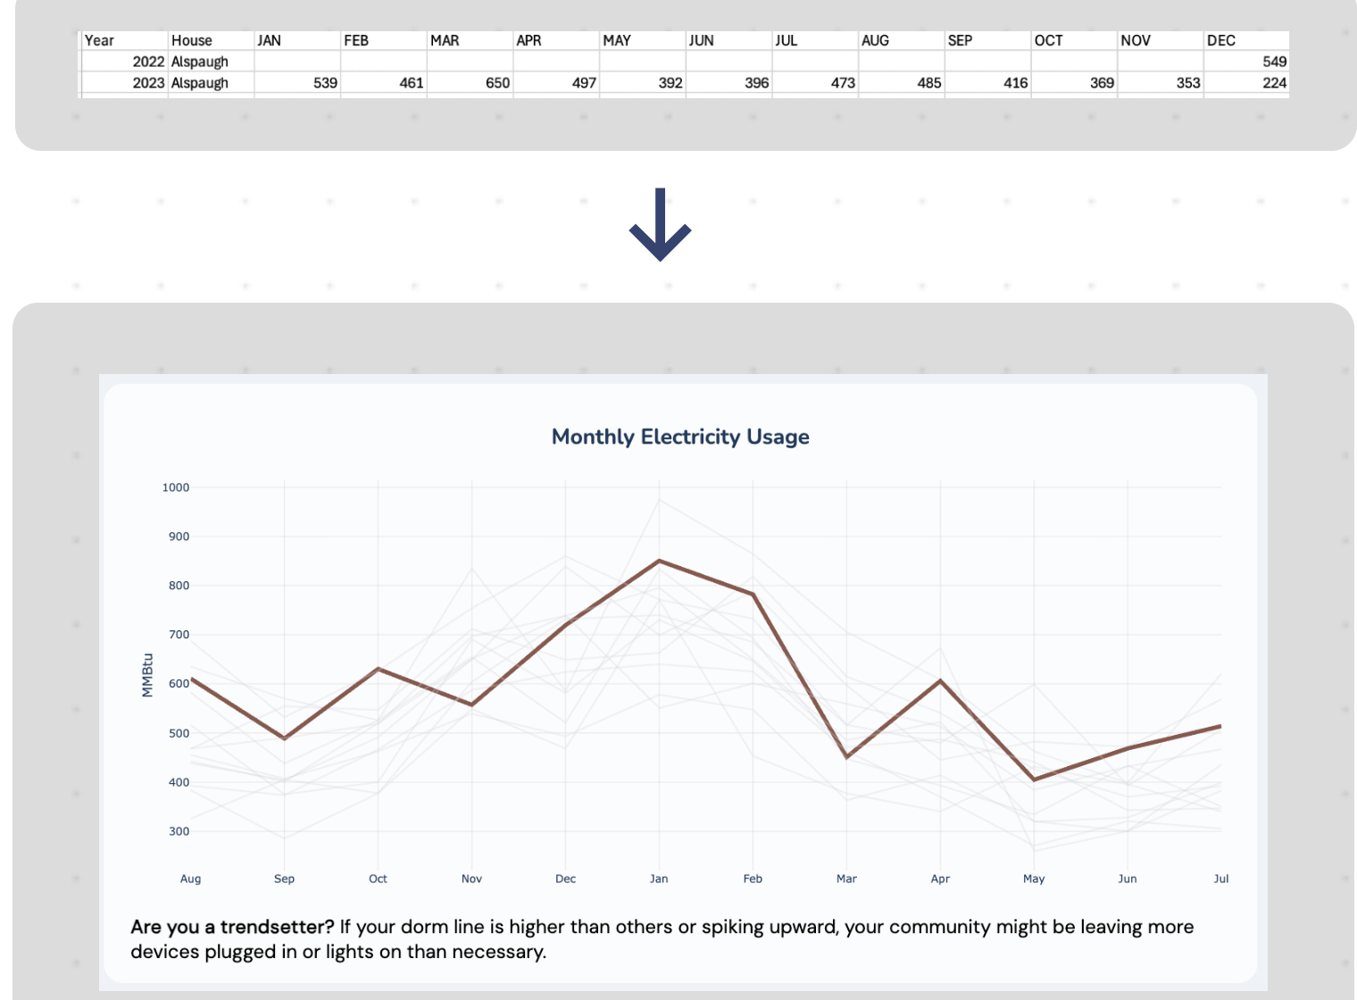 Year House JAN FEB MAR APR MAY JUN JUL AUG SEP OCT NOV DEC
2022 Alspaugh 549
2023 Alspaugh 539 461 650 497 392 396 473 485 416 369 353 224
Monthly Electricity Usage
1000
900
800
700
600
500
400
300
MMBtu
Aug Sep Oct Nov Dec Jan Feb Mar Apr May Jun Jul
Are you a trendsetter? If your dorm line is higher than others or spiking upward, your community might be leaving more
devices plugged in or lights on than necessary.